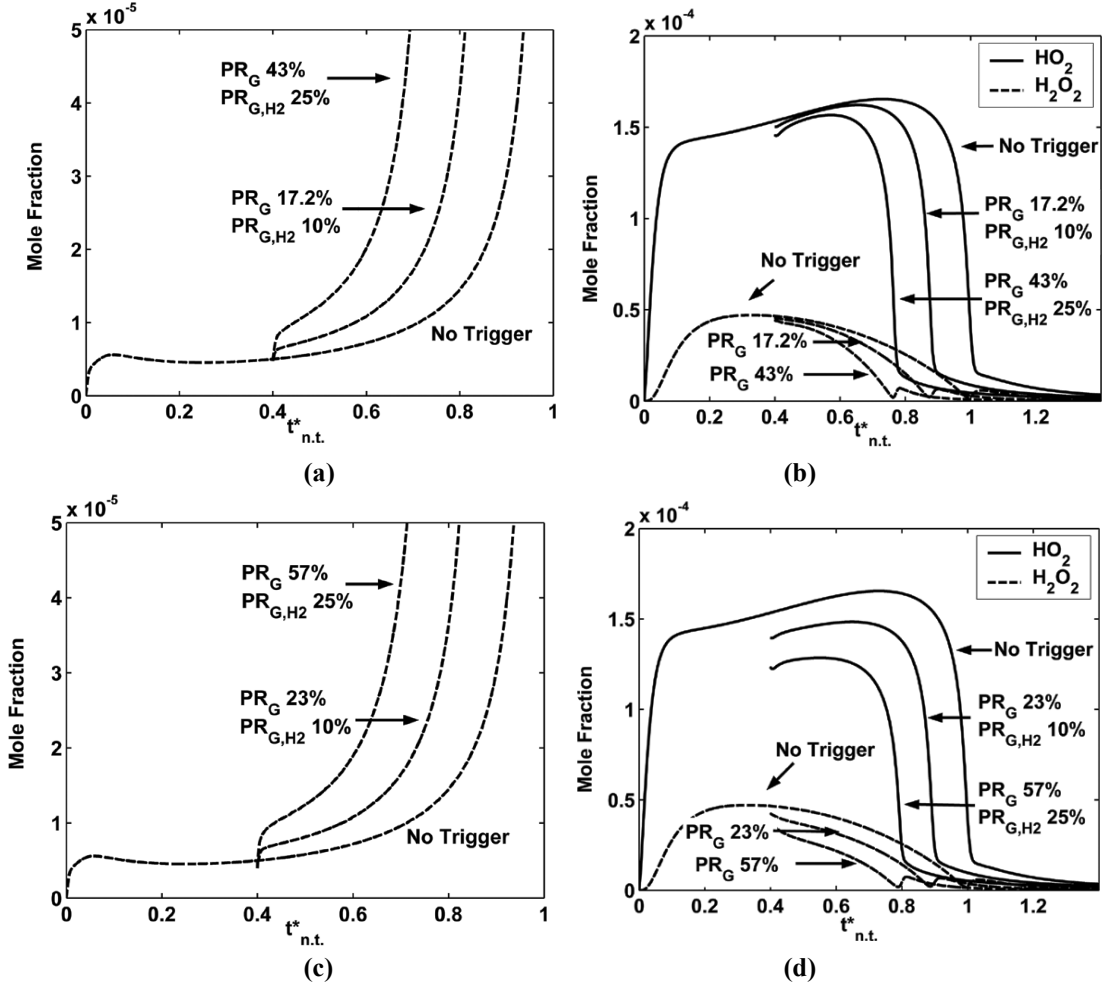 x 10⁻⁵
5
4
3
2
1
0
Mole Fraction
PR_G 43%
PR_G,H2 25%
PR_G 17.2%
PR_G,H2 10%
No Trigger
0 0.2 0.4 0.6 0.8 1
t*n.t.
(a)
x 10⁻⁴
2
1.5
1
0.5
0
Mole Fraction
HO₂
H₂O₂
No Trigger
PR_G 17.2%
PR_G,H2 10%
No Trigger
PR_G 43%
PR_G,H2 25%
PR_G 17.2%
PR_G 43%
0 0.2 0.4 0.6 0.8 1 1.2
t*n.t.
(b)
x 10⁻⁵
5
4
3
2
1
0
Mole Fraction
PR_G 57%
PR_G,H2 25%
PR_G 23%
PR_G,H2 10%
No Trigger
0 0.2 0.4 0.6 0.8 1
t*n.t.
(c)
x 10⁻⁴
2
1.5
1
0.5
0
Mole Fraction
HO₂
H₂O₂
No Trigger
PR_G 23%
PR_G,H2 10%
No Trigger
PR_G 57%
PR_G,H2 25%
PR_G 23%
PR_G 57%
0 0.2 0.4 0.6 0.8 1 1.2
t*n.t.
(d)